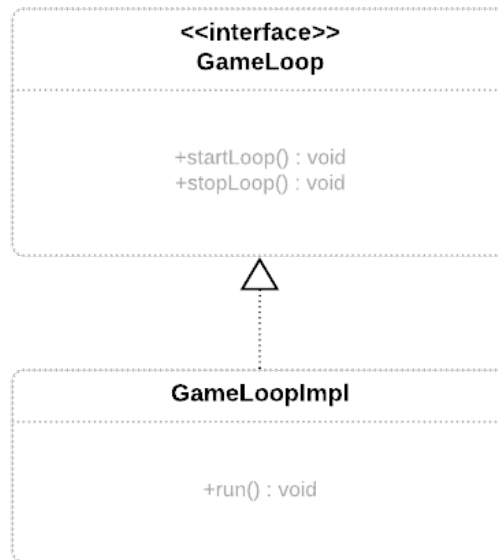 <<interface>>
GameLoop
+startLoop() : void
+stopLoop() : void
GameLoopImpl
+run() : void